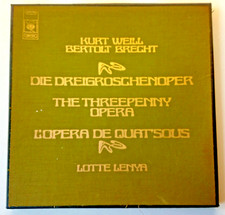 KURT WEILL
BERTOLT BRECHT
DIE DREIGROSCHENOPER
THE THREEPENNY
OPERA
L'OPERA DE QUAT'SOUS
LOTTE LENYA